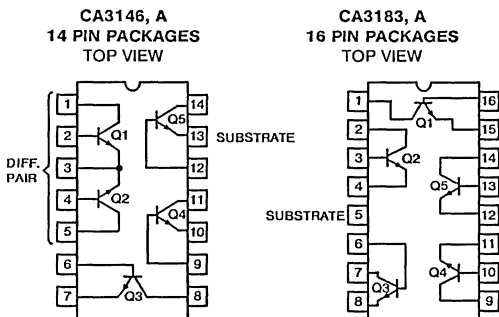 CA3146, A
14 PIN PACKAGES
TOP VIEW
DIFF.
PAIR
1
2
3
4
5
6
7
Q1
Q2
Q3
Q4
Q5
14
13
12
11
10
9
8
SUBSTRATE
CA3183, A
16 PIN PACKAGES
TOP VIEW
SUBSTRATE
1
2
3
4
5
6
7
8
Q1
Q2
Q3
Q4
Q5
16
15
14
13
12
11
10
9